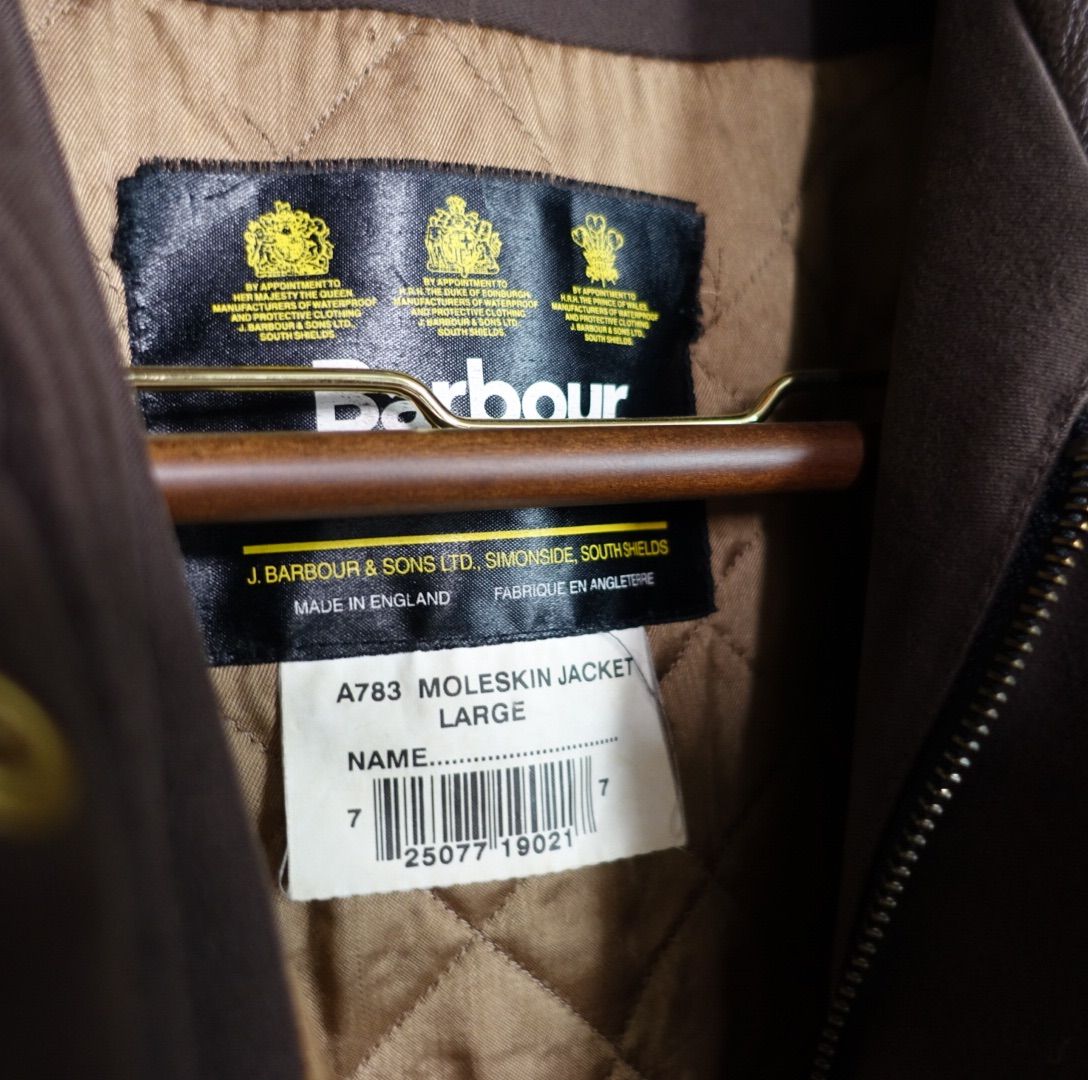 BY APPOINTMENT TO
HER MAJESTY THE QUEEN
MANUFACTURERS OF WATERPROOF
AND PROTECTIVE CLOTHING
J. BARBOUR & SONS LTD.
SOUTH SHIELDS.
BY APPOINTMENT TO
H.R.H. THE DUKE OF EDINBURGH
MANUFACTURERS OF WATERPROOF
AND PROTECTIVE CLOTHING
J. BARBOUR & SONS LTD.
SOUTH SHIELDS.
BY APPOINTMENT TO
H.R.H. THE PRINCE OF WALES
MANUFACTURERS OF WATERPROOF
AND PROTECTIVE CLOTHING
J. BARBOUR & SONS LTD.
SOUTH SHIELDS.
Barbour
J. BARBOUR & SONS LTD., SIMONSIDE, SOUTH SHIELDS
MADE IN ENGLAND FABRIQUE EN ANGLETERRE
A783 MOLESKIN JACKET
LARGE
NAME..............................
7 25077 19021 7